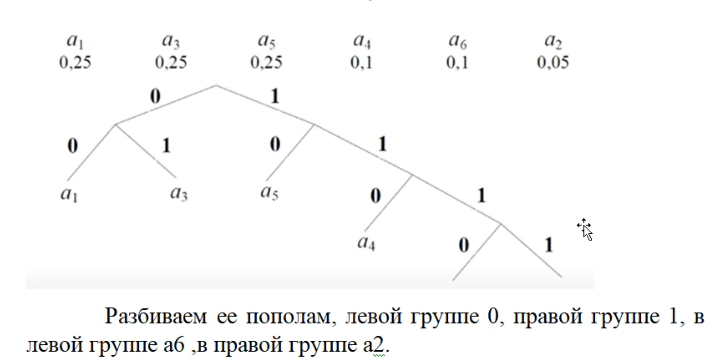 a₁ a₃ a₅ a₄ a₆ a₂
0,25 0,25 0,25 0,1 0,1 0,05
0 1
0 1 0 1
a₁ a₃ a₅ 0 1
a₄ 0 1
Разбиваем ее пополам, левой группе 0, правой группе 1, в
левой группе а6 ,в правой группе а2.